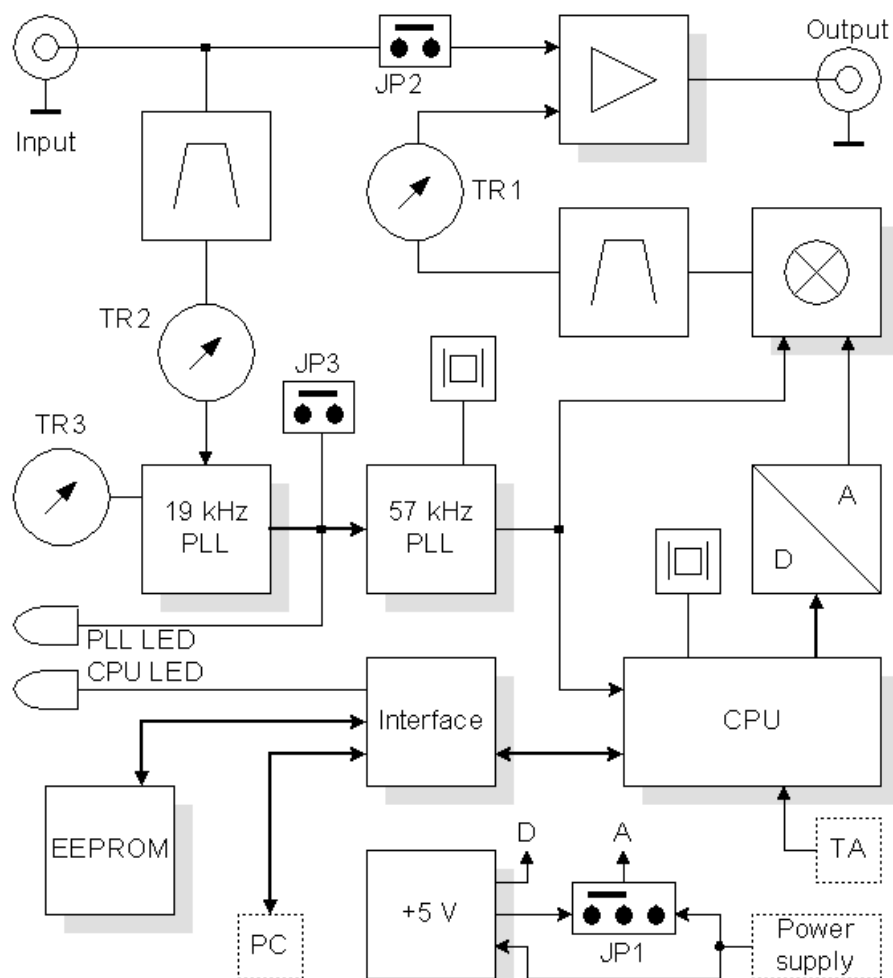 Output
JP2
Input
TR1
TR2
JP3
TR3
19 kHz
PLL
57 kHz
PLL
A
D
PLL LED
CPU LED
Interface
CPU
EEPROM
D
A
TA
+5 V
PC
JP1
Power
supply